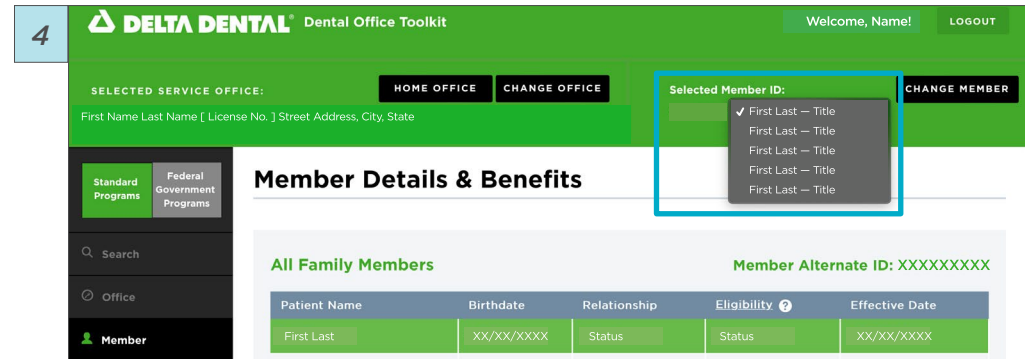 4
DELTA DENTAL® Dental Office Toolkit
Welcome, Name!
LOGOUT
SELECTED SERVICE OFFICE:
HOME OFFICE
CHANGE OFFICE
First Name Last Name [ License No. ] Street Address, City, State
Selected Member ID:
CHANGE MEMBER
✓ First Last — Title
First Last — Title
First Last — Title
First Last — Title
First Last — Title
Standard
Programs
Federal
Government
Programs
Search
Office
Member
Member Details & Benefits
All Family Members
Member Alternate ID: XXXXXXXXX
Patient Name Birthdate Relationship Eligibility ? Effective Date
First Last XX/XX/XXXX Status Status XX/XX/XXXX